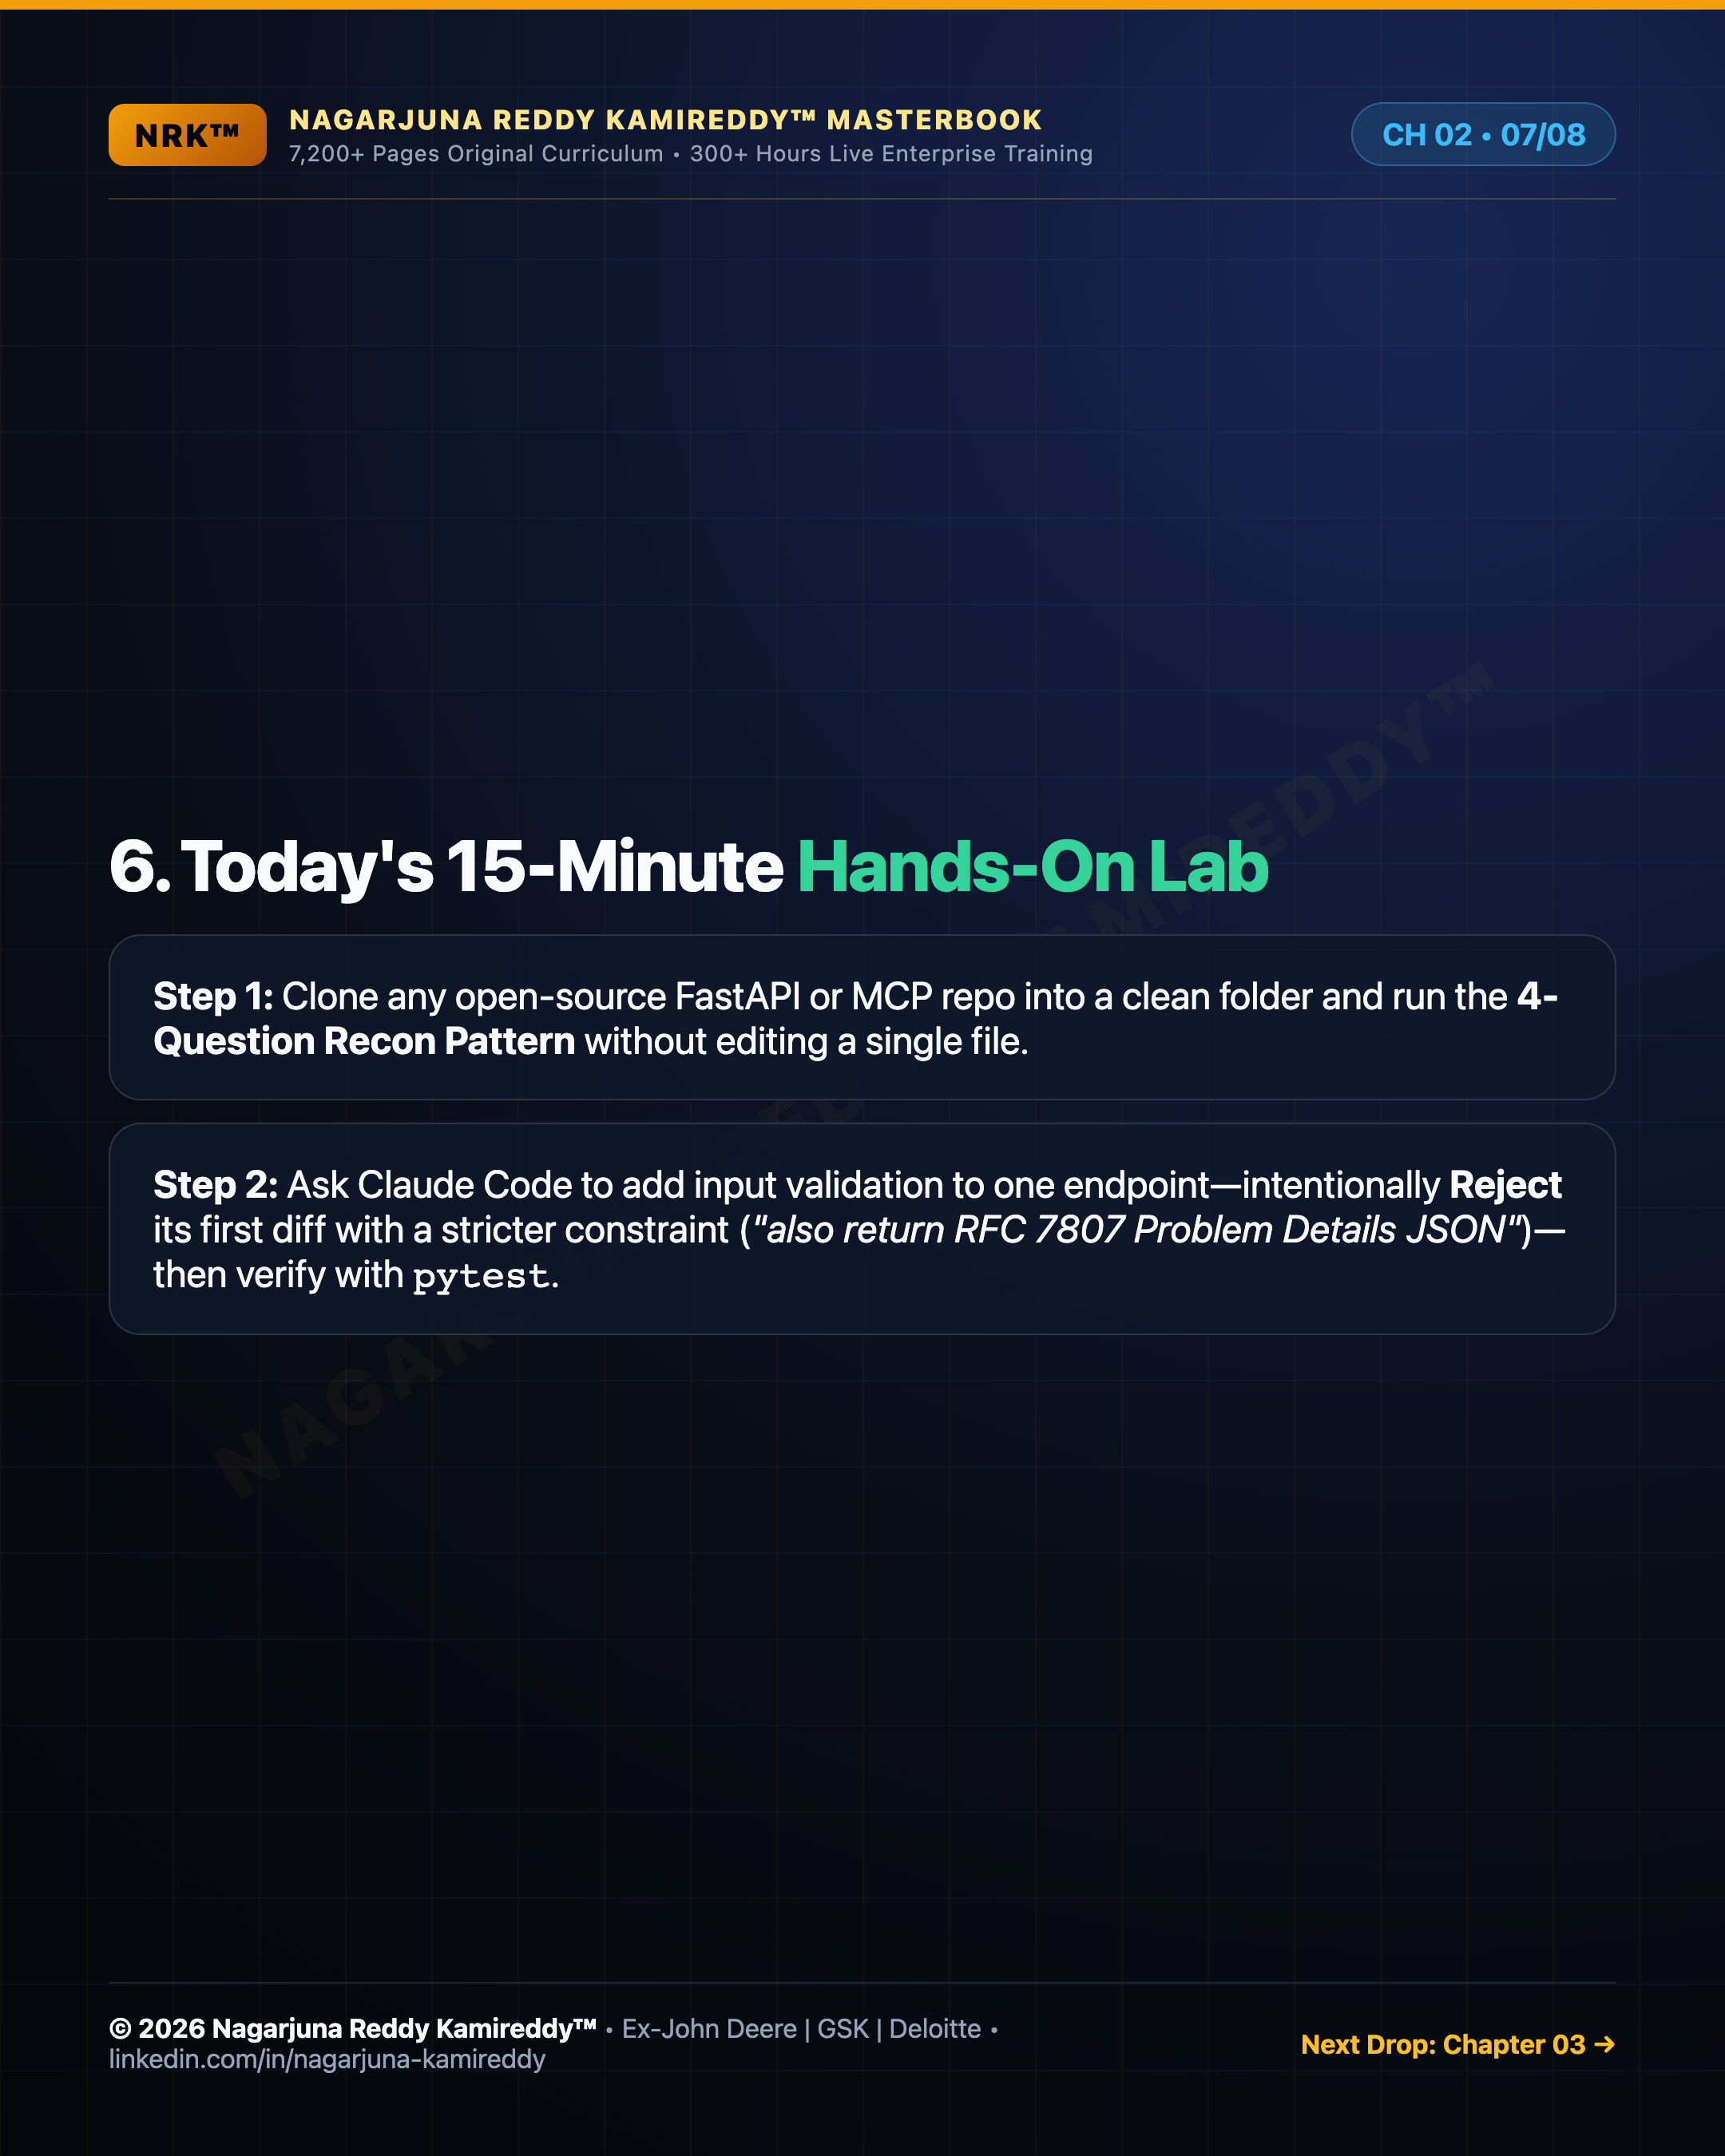 NRK™
NAGARJUNA REDDY KAMIREDDY™ MASTERBOOK
7,200+ Pages Original Curriculum • 300+ Hours Live Enterprise Training
CH 02 • 07/08
6. Today's 15-Minute Hands-On Lab
Step 1: Clone any open-source FastAPI or MCP repo into a clean folder and run the 4-
Question Recon Pattern without editing a single file.
Step 2: Ask Claude Code to add input validation to one endpoint—intentionally Reject
its first diff with a stricter constraint ("also return RFC 7807 Problem Details JSON")—
then verify with pytest.
© 2026 Nagarjuna Reddy Kamireddy™ • Ex-John Deere | GSK | Deloitte •
linkedin.com/in/nagarjuna-kamireddy
Next Drop: Chapter 03 →